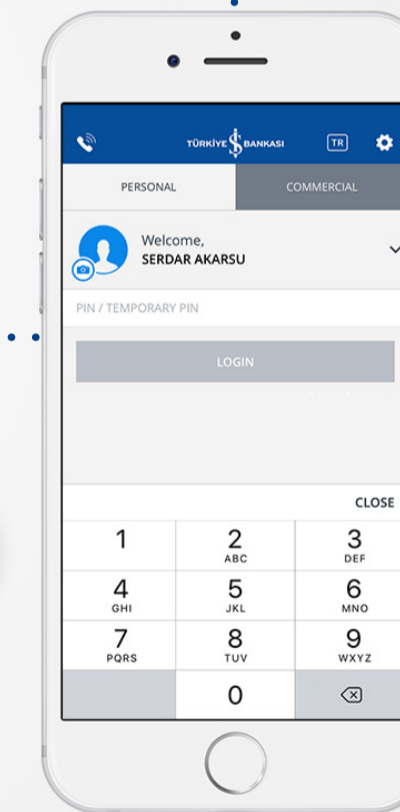 TÜRKİYE İŞ BANKASI TR
PERSONAL COMMERCIAL
Welcome,
SERDAR AKARSU
PIN / TEMPORARY PIN
LOGIN
CLOSE
1 2 3
ABC DEF
4 5 6
GHI JKL MNO
7 8 9
PQRS TUV WXYZ
0